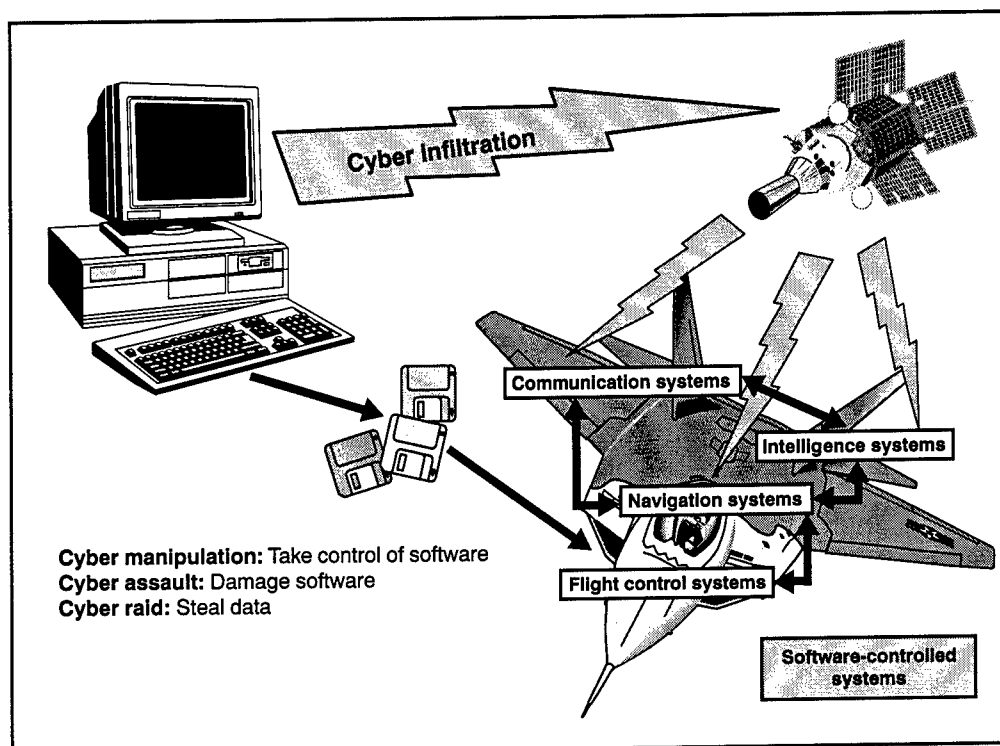 Cyber Infiltration
Communication systems
Intelligence systems
Navigation systems
Flight control systems
Cyber manipulation: Take control of software
Cyber assault: Damage software
Cyber raid: Steal data
Software-controlled
systems